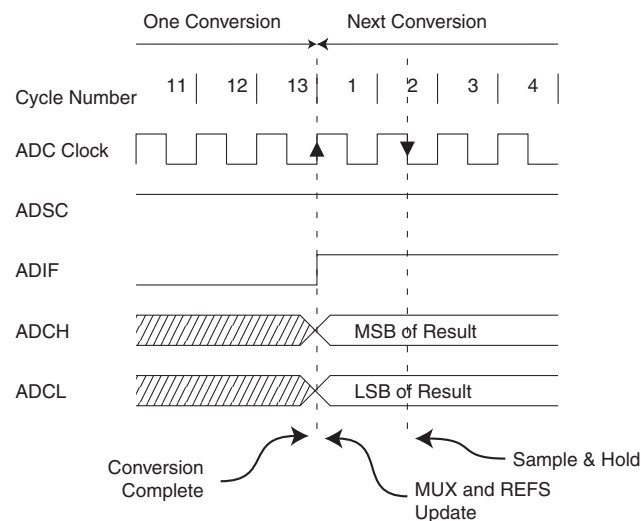 One Conversion Next Conversion
Cycle Number 11 12 13 1 2 3 4
ADC Clock
ADSC
ADIF
ADCH MSB of Result
ADCL LSB of Result
Conversion
Complete
MUX and REFS
Update
Sample & Hold